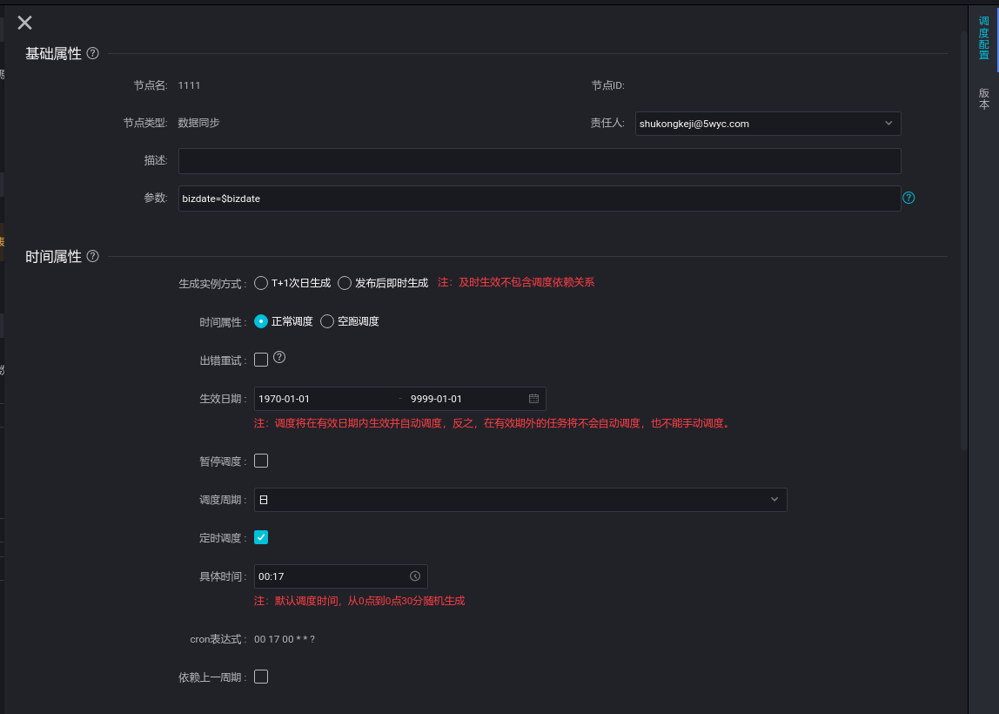 基础属性
节点名: 1111
节点ID:
节点类型: 数据同步
责任人: shukongkeji@5wyc.com
描述:
参数: bizdate=$bizdate
时间属性
生成实例方式 : T+1次日生成 发布后即时生成 注：及时生效不包含调度依赖关系
时间属性 : 正常调度 空跑调度
出错重试 :
生效日期 : 1970-01-01 - 9999-01-01
注：调度将在有效日期内生效并自动调度，反之，在有效期外的任务将不会自动调度，也不能手动调度。
暂停调度 :
调度周期 : 日
定时调度 :
具体时间 : 00:17
注：默认调度时间，从0点到0点30分随机生成
cron表达式 : 00 17 00 * * ?
依赖上一周期 :
调度配置
版本